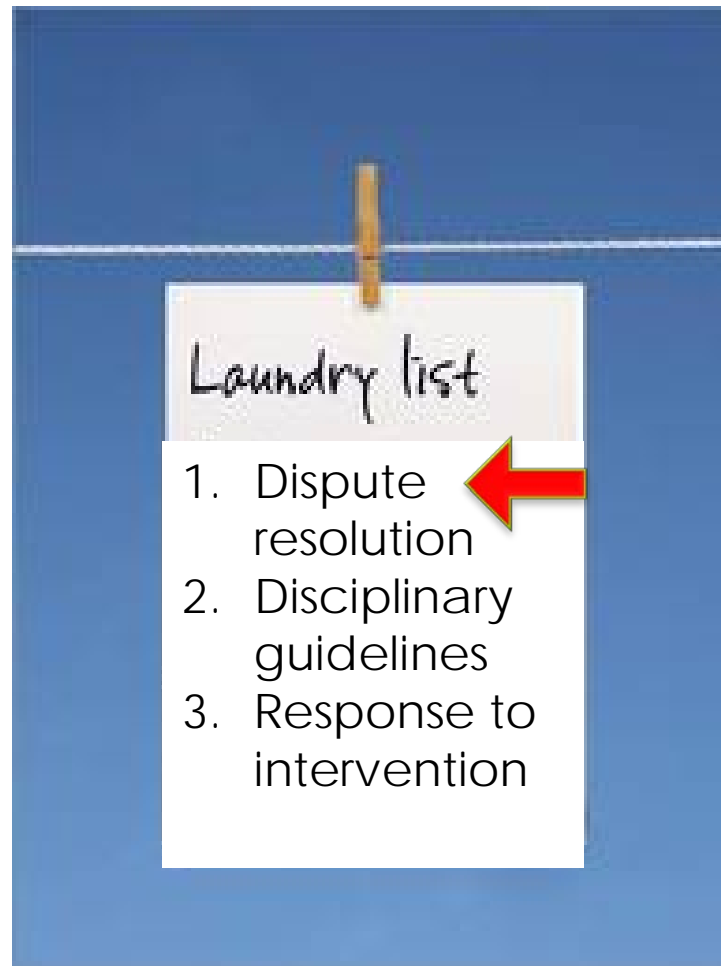 Laundry list
1. Dispute
resolution
2. Disciplinary
guidelines
3. Response to
intervention